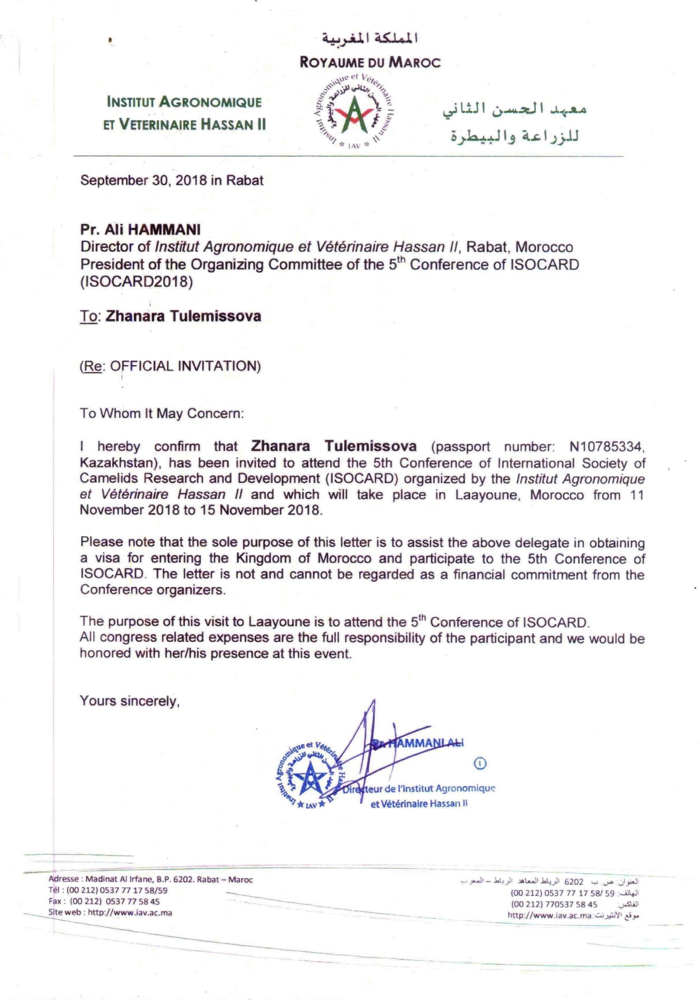 المملكة المغربية
ROYAUME DU MAROC
INSTITUT AGRONOMIQUE
ET VETERINAIRE HASSAN II
Institut Agronomique et Vétérinaire Hassan II
معهد الحسن الثاني للزراعة والبيطرة
IAV
معهد الحسن الثاني
للزراعة والبيطرة
September 30, 2018 in Rabat
Pr. Ali HAMMANI
Director of Institut Agronomique et Vétérinaire Hassan II, Rabat, Morocco
President of the Organizing Committee of the 5th Conference of ISOCARD
(ISOCARD2018)
To: Zhanara Tulemissova
(Re: OFFICIAL INVITATION)
To Whom It May Concern:
I hereby confirm that Zhanara Tulemissova (passport number: N10785334,
Kazakhstan), has been invited to attend the 5th Conference of International Society of
Camelids Research and Development (ISOCARD) organized by the Institut Agronomique
et Vétérinaire Hassan II and which will take place in Laayoune, Morocco from 11
November 2018 to 15 November 2018.
Please note that the sole purpose of this letter is to assist the above delegate in obtaining
a visa for entering the Kingdom of Morocco and participate to the 5th Conference of
ISOCARD. The letter is not and cannot be regarded as a financial commitment from the
Conference organizers.
The purpose of this visit to Laayoune is to attend the 5th Conference of ISOCARD.
All congress related expenses are the full responsibility of the participant and we would be
honored with her/his presence at this event.
Yours sincerely,
Pr. HAMMANI ALI
1
Institut Agronomique et Vétérinaire Hassan II
معهد الحسن الثاني للزراعة والبيطرة
IAV
Directeur de l'Institut Agronomique
et Vétérinaire Hassan II
Adresse : Madinat Al Irfane, B.P. 6202. Rabat – Maroc
Tél : (00 212) 0537 77 17 58/59
Fax : (00 212) 0537 77 58 45
Site web : http://www.iav.ac.ma
العنوان: ص. ب 6202 الرباط المعاهد الرباط – المغرب
الهاتف: 59 /58 17 77 0537 (212 00)
الفاكس: 45 58 770537 (212 00)
موقع الأنتيرنت: http://www.iav.ac.ma